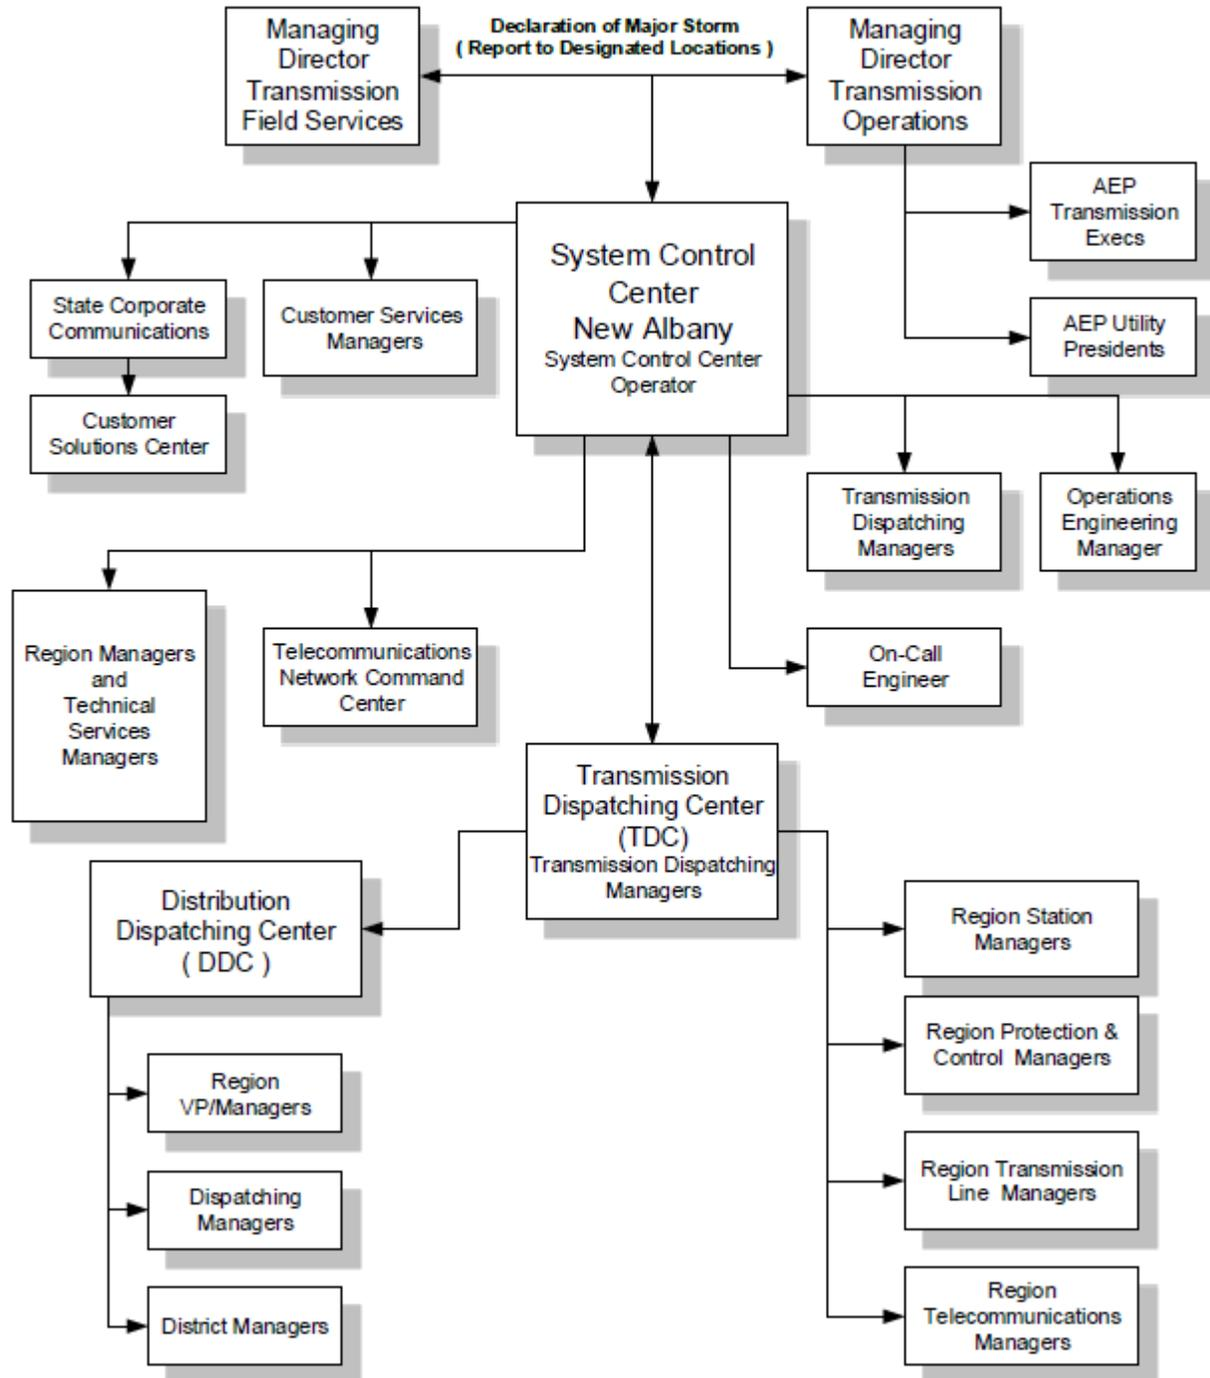 Managing
Director
Transmission
Field Services
Declaration of Major Storm
( Report to Designated Locations )
Managing
Director
Transmission
Operations
AEP
Transmission
Execs
AEP Utility
Presidents
System Control
Center
New Albany
System Control Center
Operator
State Corporate
Communications
Customer Services
Managers
Customer
Solutions Center
Transmission
Dispatching
Managers
Operations
Engineering
Manager
Region Managers
and
Technical
Services
Managers
Telecommunications
Network Command
Center
On-Call
Engineer
Transmission
Dispatching Center
(TDC)
Transmission Dispatching
Managers
Distribution
Dispatching Center
( DDC )
Region Station
Managers
Region Protection &
Control Managers
Region
VP/Managers
Region Transmission
Line Managers
Dispatching
Managers
Region
Telecommunications
Managers
District Managers